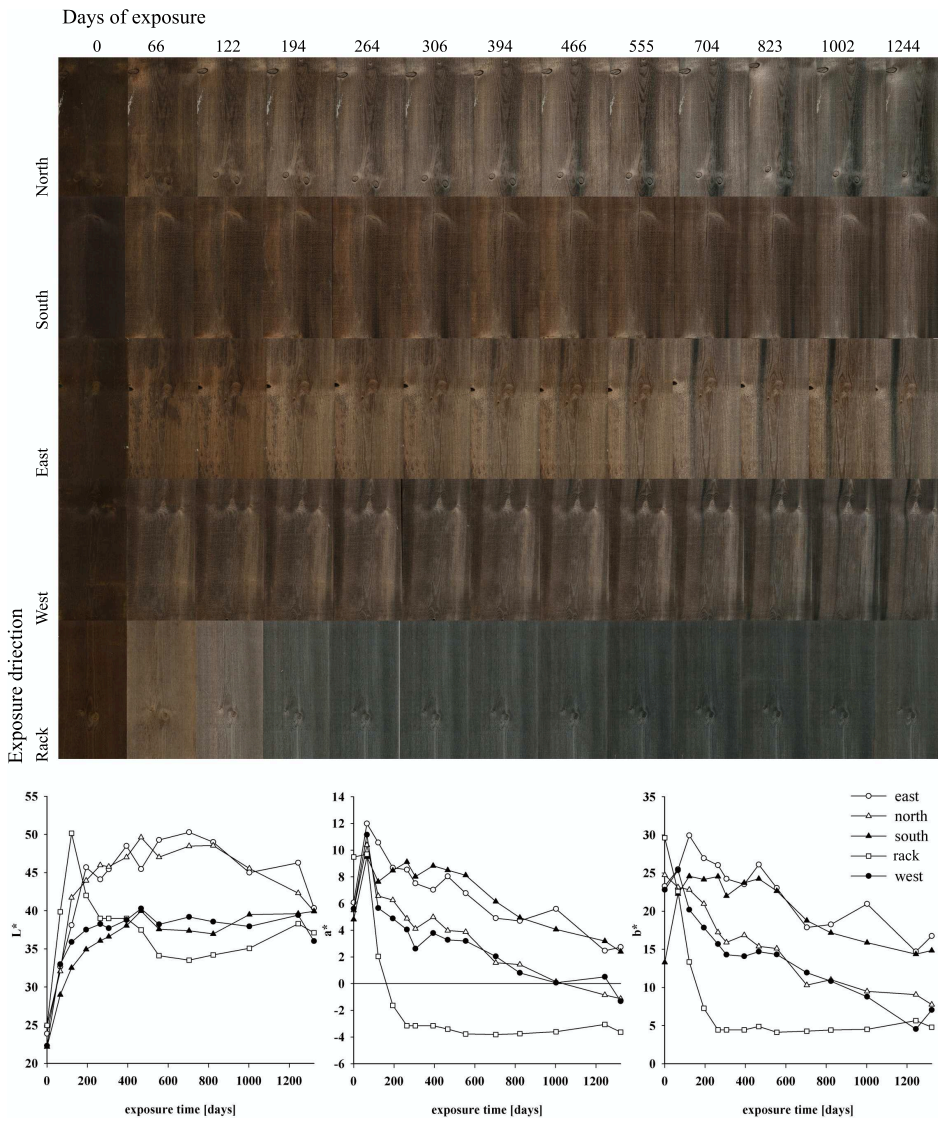 Days of exposure
0 66 122 194 264 306 394 466 555 704 823 1002 1244
North
South
East
West
Rack
Exposure driection
55
50
45
40
35
30
25
20
L*
0 200 400 600 800 1000 1200
exposure time [days]
14
12
10
8
6
4
2
0
-2
-4
-6
a*
0 200 400 600 800 1000 1200
exposure time [days]
35
30
25
20
15
10
5
0
b*
0 200 400 600 800 1000 1200
exposure time [days]
east
north
south
rack
west